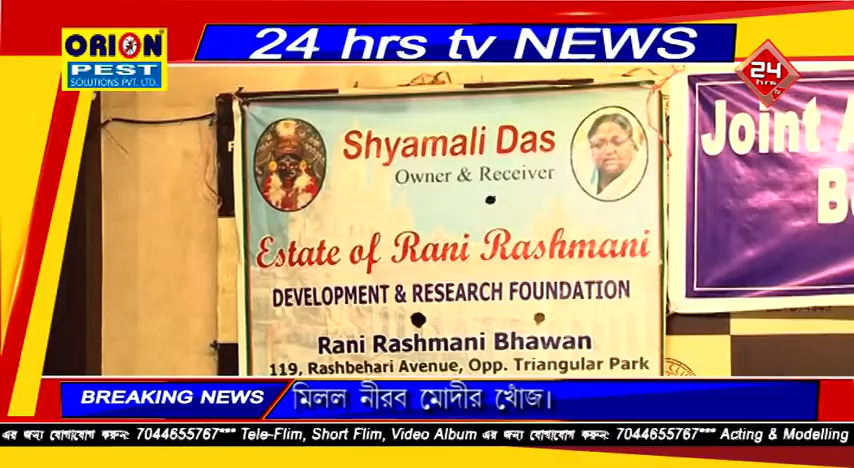 ORION
PEST
SOLUTIONS PVT. LTD.
24 hrs tv NEWS
24
hrs
Shyamali Das
Owner & Receiver
Joint
Estate of Rani Rashmani
DEVELOPMENT & RESEARCH FOUNDATION
Rani Rashmani Bhawan
119, Rashbehari Avenue, Opp. Triangular Park
BREAKING NEWS
মিলল নীরব মোদীর খোঁজ।
এর জন্য যোগাযোগ করুন: 7044655767*** Tele-Flim, Short Flim, Video Album এর জন্য যোগাযোগ করুন: 7044655767*** Acting & Modelling